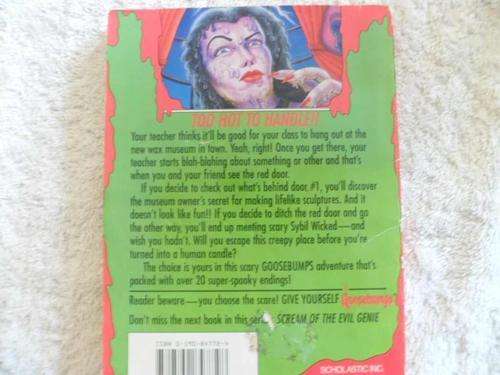 TOO HOT TO HANDLE!!
Your teacher thinks it'll be good for your class to hang out at the
new wax museum in town. Yeah, right! Once you get there, your
teacher starts blah-blahing about something or other and that's
when you and your friend see the red door.
If you decide to check out what's behind door #1, you'll discover
the museum owner's secret for making lifelike sculptures. And it
doesn't look like fun!! If you decide to ditch the red door and go
the other way, you'll end up meeting scary Sybil Wicked—and
wish you hadn't. Will you escape this creepy place before you're
turned into a human candle?
The choice is yours in this scary GOOSEBUMPS adventure that's
packed with over 20 super-spooky endings!
Reader beware—you choose the scare! GIVE YOURSELF Goosebumps
Don't miss the next book in this series: SCREAM OF THE EVIL GENIE
ISBN
SCHOLASTIC INC.